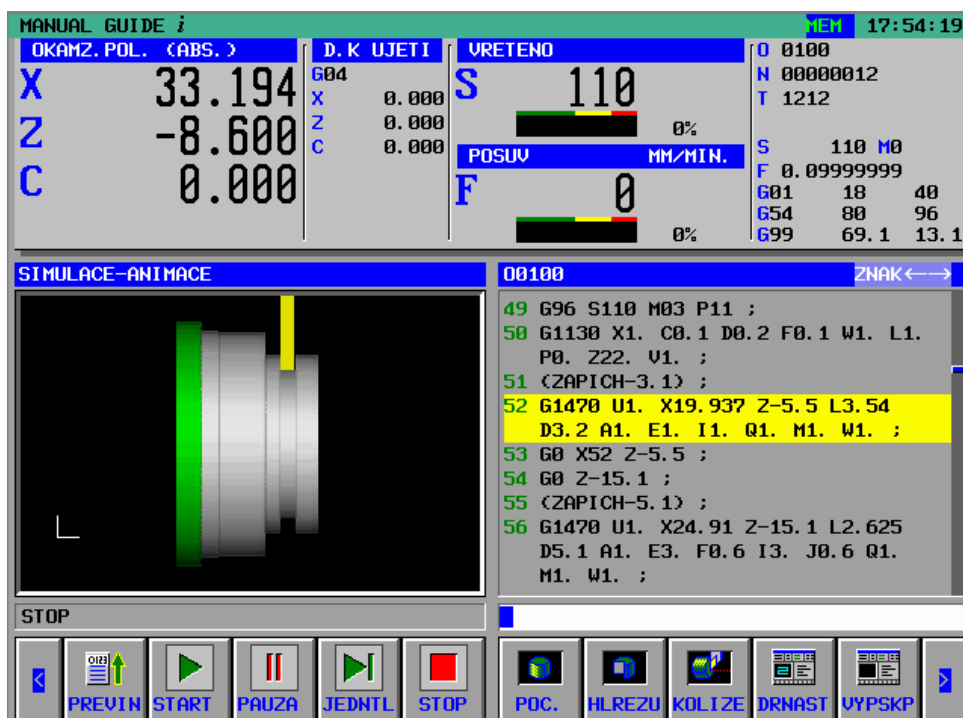 MANUAL GUIDE i MEM 17:54:19
OKAMZ.POL. (ABS.) D.K UJETI VRETENO O 0100
X 33.194 G04 S 110 N 00000012
X 0.000 T 1212
Z -8.600 Z 0.000 0%
C 0.000 POSUV MM/MIN. S 110 M0
C 0.000 F 0 F 0.09999999
G01 18 40
G54 80 96
0% G99 69.1 13.1
SIMULACE-ANIMACE
O0100 ZNAK←→
49 G96 S110 M03 P11 ;
50 G1130 X1. C0.1 D0.2 F0.1 W1. L1.
P0. Z22. V1. ;
51 (ZAPICH-3.1) ;
52 G1470 U1. X19.937 Z-5.5 L3.54
D3.2 A1. E1. I1. Q1. M1. W1. ;
53 G0 X52 Z-5.5 ;
54 G0 Z-15.1 ;
55 (ZAPICH-5.1) ;
56 G1470 U1. X24.91 Z-15.1 L2.625
D5.1 A1. E3. F0.6 I3. J0.6 Q1.
M1. W1. ;
STOP
< 0123 >
PREVIN START PAUZA JEDNTL STOP POC. HLREZU KOLIZE DRNAST VYPSKP